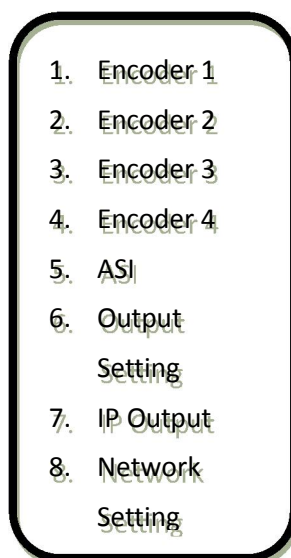 1. Encoder 1
2. Encoder 2
3. Encoder 3
4. Encoder 4
5. ASI
6. Output
Setting
7. IP Output
8. Network
Setting